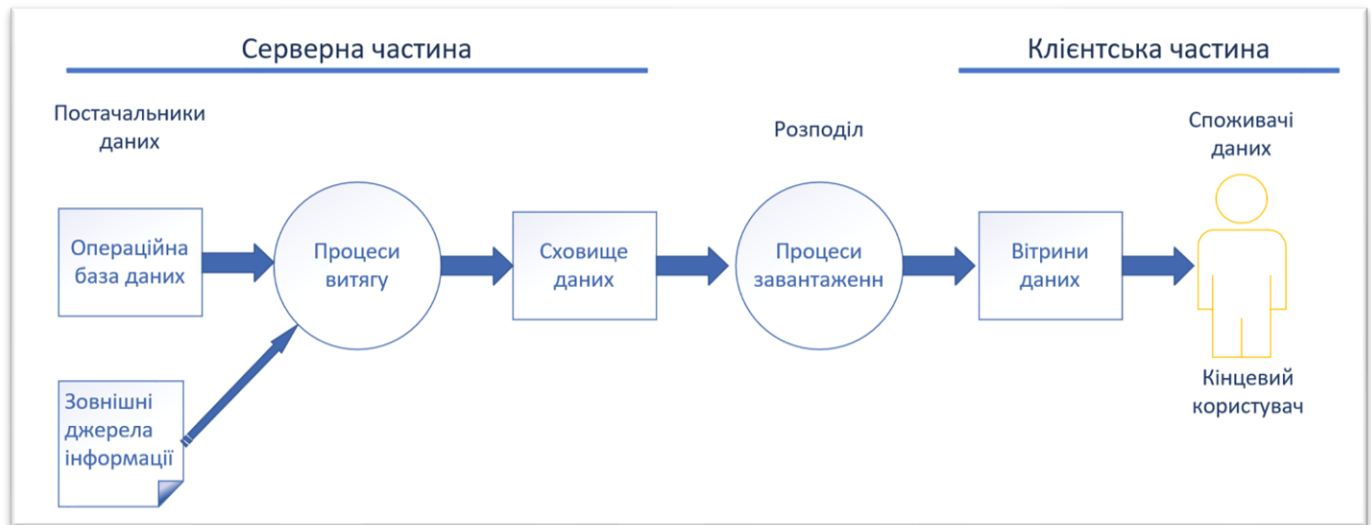 Серверна частина
Клієнтська частина
Постачальники
даних
Розподіл
Споживачі
даних
Операційна
база даних
Процеси
витягу
Сховище
даних
Процеси
завантаженн
Вітрини
даних
Зовнішні
джерела
інформації
Кінцевий
користувач